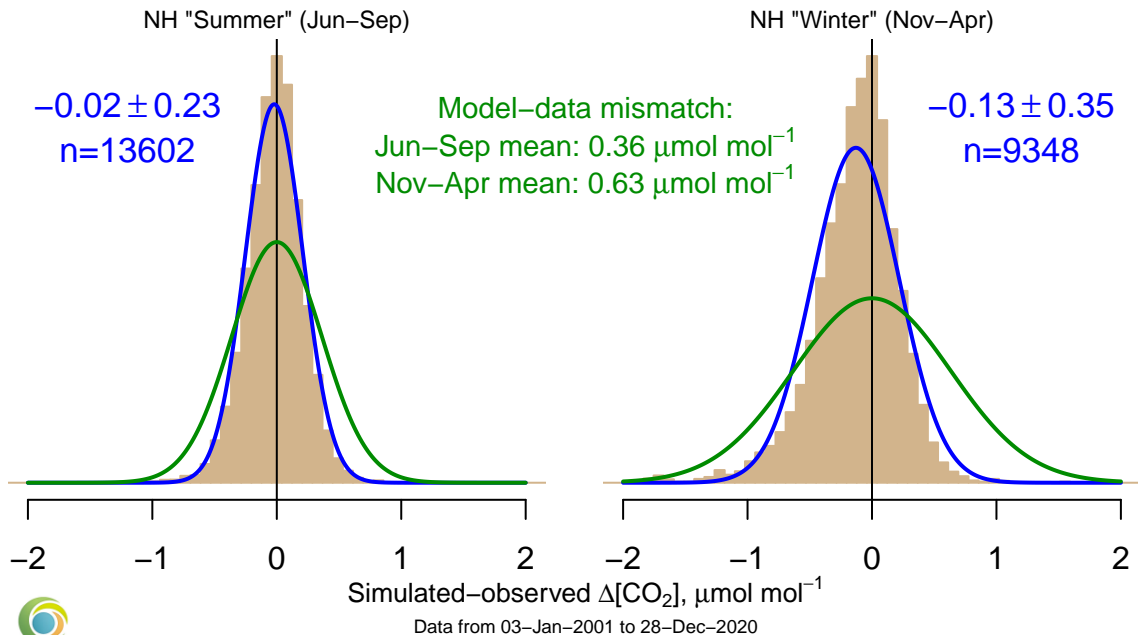 NH "Summer" (Jun−Sep)
NH "Winter" (Nov−Apr)
−0.02 ± 0.23
n=13602
Model−data mismatch:
Jun−Sep mean: 0.36 μmol mol⁻¹
Nov−Apr mean: 0.63 μmol mol⁻¹
−0.13 ± 0.35
n=9348
−2 −1 0 1 2
−2 −1 0 1 2
Simulated−observed Δ[CO₂], μmol mol⁻¹
Data from 03−Jan−2001 to 28−Dec−2020